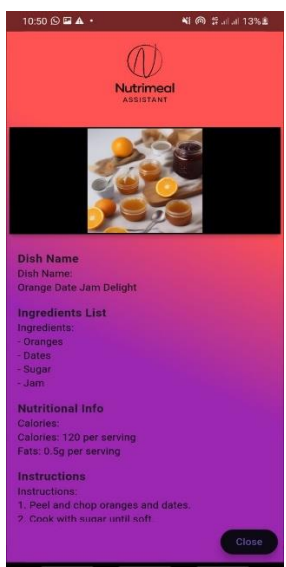 10:50
13%
Nutrimeal
ASSISTANT
Dish Name
Dish Name:
Orange Date Jam Delight
Ingredients List
Ingredients:
- Oranges
- Dates
- Sugar
- Jam
Nutritional Info
Calories:
Calories: 120 per serving
Fats: 0.5g per serving
Instructions
Instructions:
1. Peel and chop oranges and dates.
2. Cook with sugar until soft.
Close